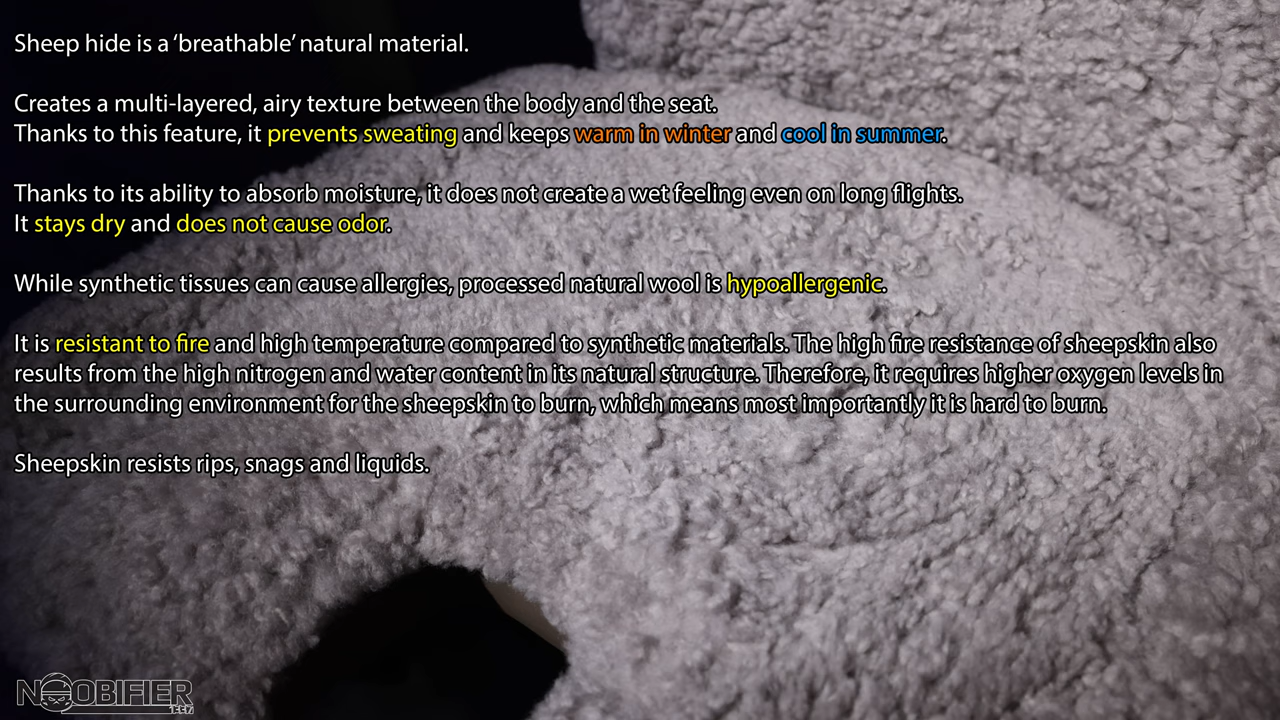 Sheep hide is a ‘breathable’ natural material.
Creates a multi-layered, airy texture between the body and the seat.
Thanks to this feature, it prevents sweating and keeps warm in winter and cool in summer.
Thanks to its ability to absorb moisture, it does not create a wet feeling even on long flights.
It stays dry and does not cause odor.
While synthetic tissues can cause allergies, processed natural wool is hypoallergenic.
It is resistant to fire and high temperature compared to synthetic materials. The high fire resistance of sheepskin also
results from the high nitrogen and water content in its natural structure. Therefore, it requires higher oxygen levels in
the surrounding environment for the sheepskin to burn, which means most importantly it is hard to burn.
Sheepskin resists rips, snags and liquids.
NOOBIFIER
TECH